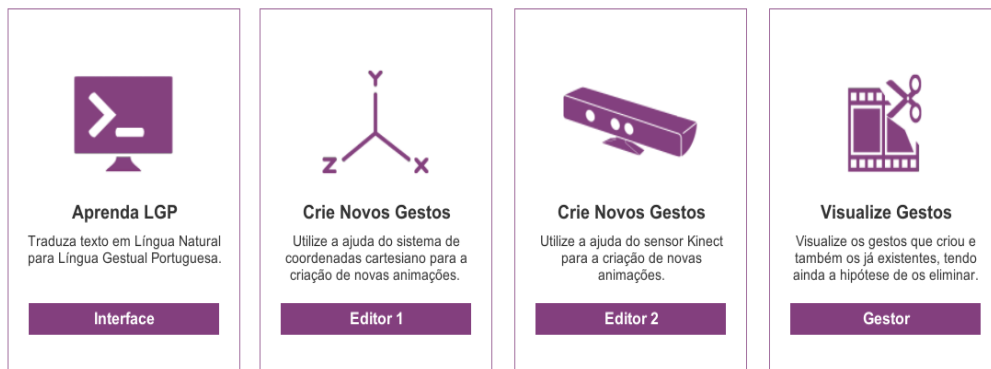 Aprenda LGP
Traduza texto em Língua Natural
para Língua Gestual Portuguesa.
Interface
Y
Z
X
Crie Novos Gestos
Utilize a ajuda do sistema de
coordenadas cartesiano para a
criação de novas animações.
Editor 1
Crie Novos Gestos
Utilize a ajuda do sensor Kinect
para a criação de novas
animações.
Editor 2
Visualize Gestos
Visualize os gestos que criou e
também os já existentes, tendo
ainda a hipótese de os eliminar.
Gestor